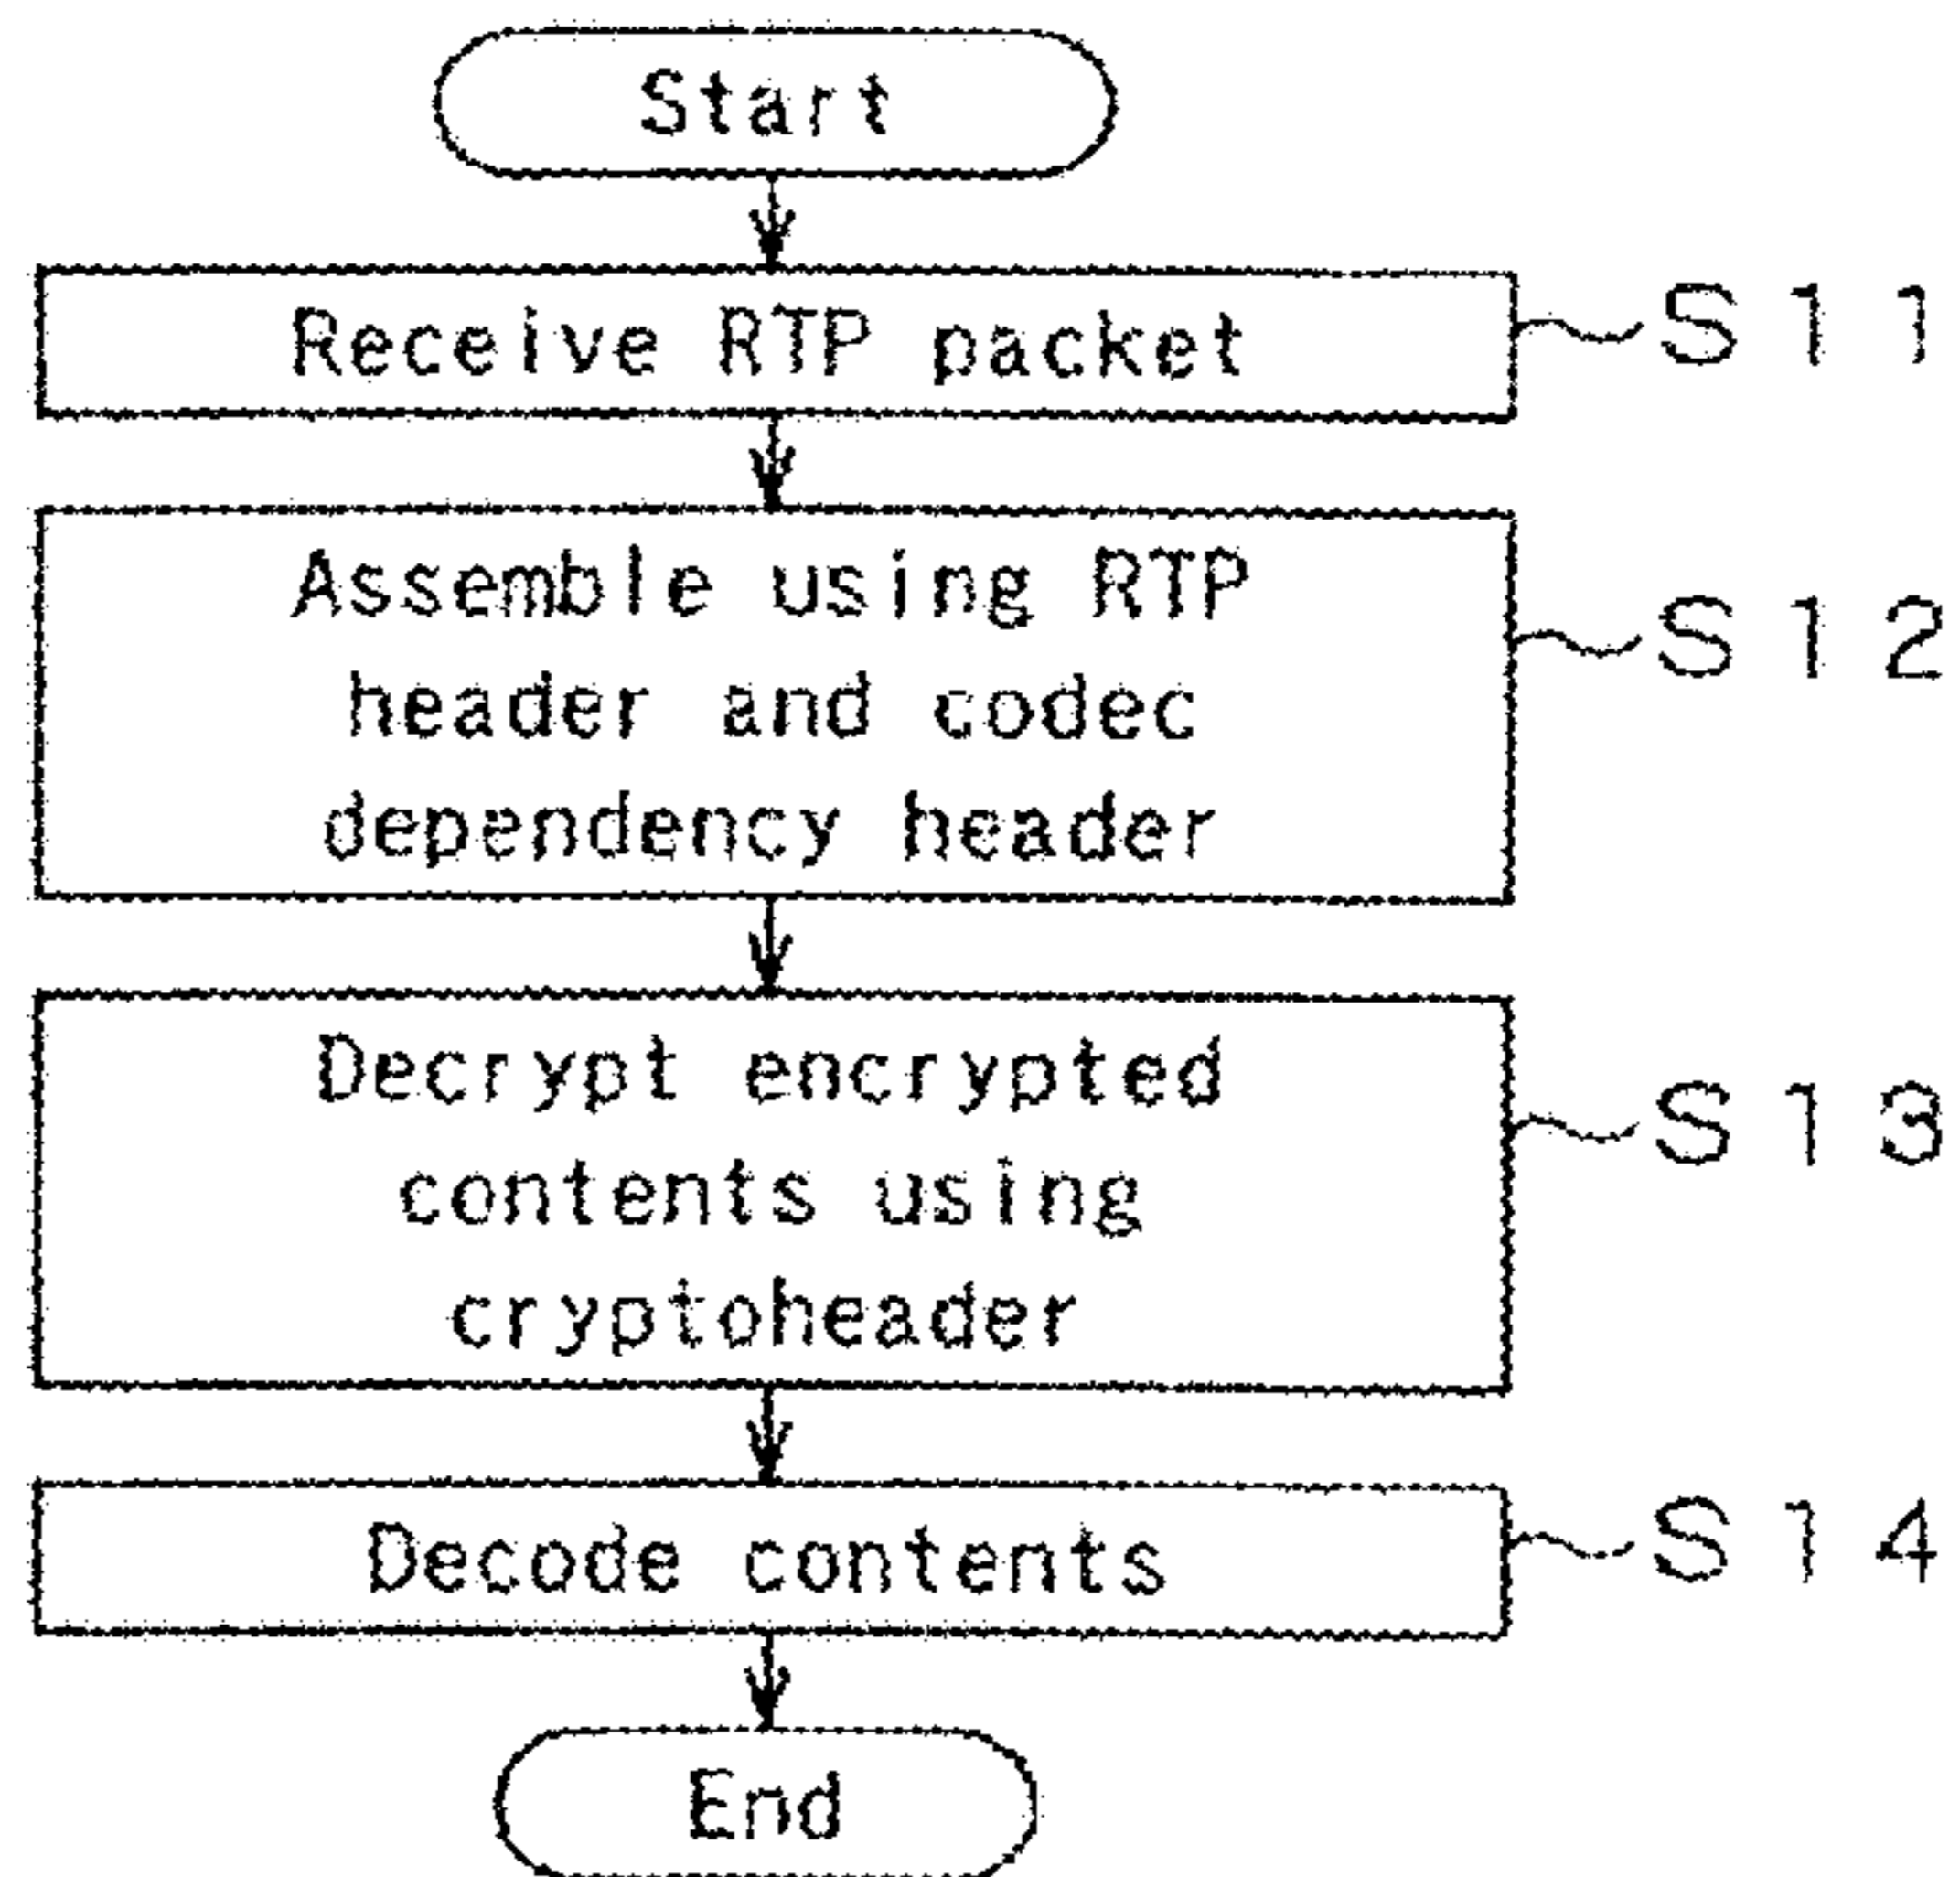 Start
Receive RTP packet
S11
Assemble using RTP
header and codec
dependency header
S12
Decrypt encrypted
contents using
cryptoheader
S13
Decode contents
S14
End